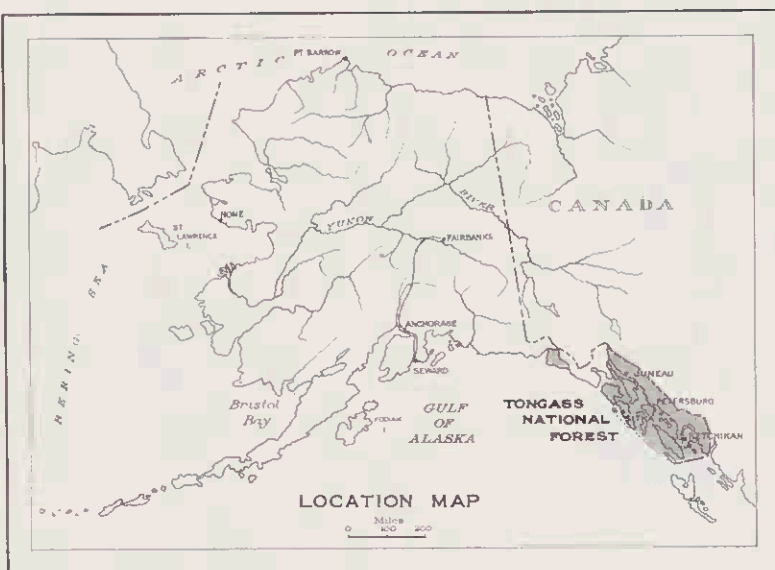 ARCTIC OCEAN
PT. BARROW
CANADA
NOME
ST. LAWRENCE I.
YUKON RIVER
FAIRBANKS
BERING SEA
ANCHORAGE
SEWARD
JUNEAU
PETERSBURG
SITKA
KETCHIKAN
Bristol
Bay
KODIAK
I.
GULF
OF
ALASKA
TONGASS
NATIONAL
FOREST
LOCATION MAP
Miles
0 100 200